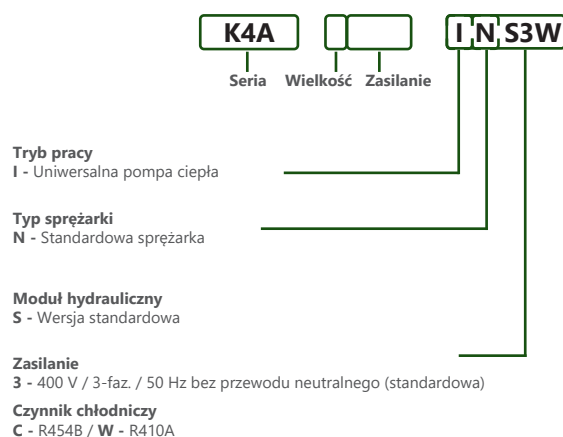 K4A I N S3W
Seria Wielkość Zasilanie
Tryb pracy
I - Uniwersalna pompa ciepła
Typ sprężarki
N - Standardowa sprężarka
Moduł hydrauliczny
S - Wersja standardowa
Zasilanie
3 - 400 V / 3-faz. / 50 Hz bez przewodu neutralnego (standardowa)
Czynnik chłodniczy
C - R454B / W - R410A